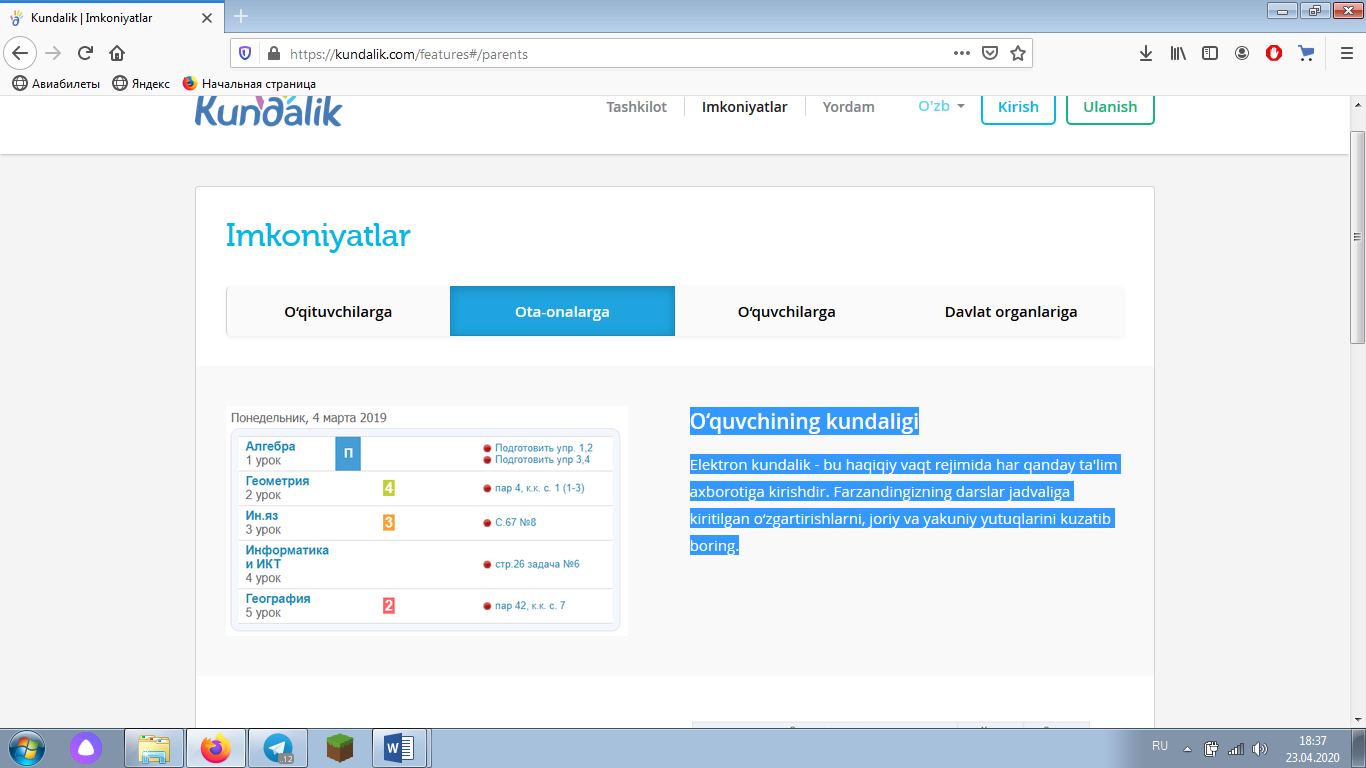 Kundalik | Imkoniyatlar
https://kundalik.com/features#/parents
Авиабилеты Яндекс Начальная страница
Kundalik Tashkilot Imkoniyatlar Yordam O'zb Kirish Ulanish
Imkoniyatlar
O‘qituvchilarga Ota-onalarga O‘quvchilarga Davlat organlariga
Понедельник, 4 марта 2019
Алгебра
1 урок
П
Подготовить упр. 1,2
Подготовить упр 3,4
Геометрия
2 урок
4
пар 4, к.к. с. 1 (1-3)
Ин.яз
3 урок
3
С.67 №8
Информатика
и ИКТ
4 урок
стр.26 задача №6
География
5 урок
2
пар 42, к.к. с. 7
O‘quvchining kundaligi
Elektron kundalik - bu haqiqiy vaqt rejimida har qanday ta'lim
axborotiga kirishdir. Farzandingizning darslar jadvaliga
kiritilgan o‘zgartirishlarni, joriy va yakuniy yutuqlarini kuzatib
boring.
..12
RU
18:37
23.04.2020